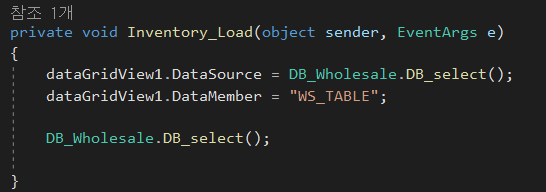 참조 1개
private void Inventory_Load(object sender, EventArgs e)
{
dataGridView1.DataSource = DB_Wholesale.DB_select();
dataGridView1.DataMember = "WS_TABLE";
DB_Wholesale.DB_select();
}